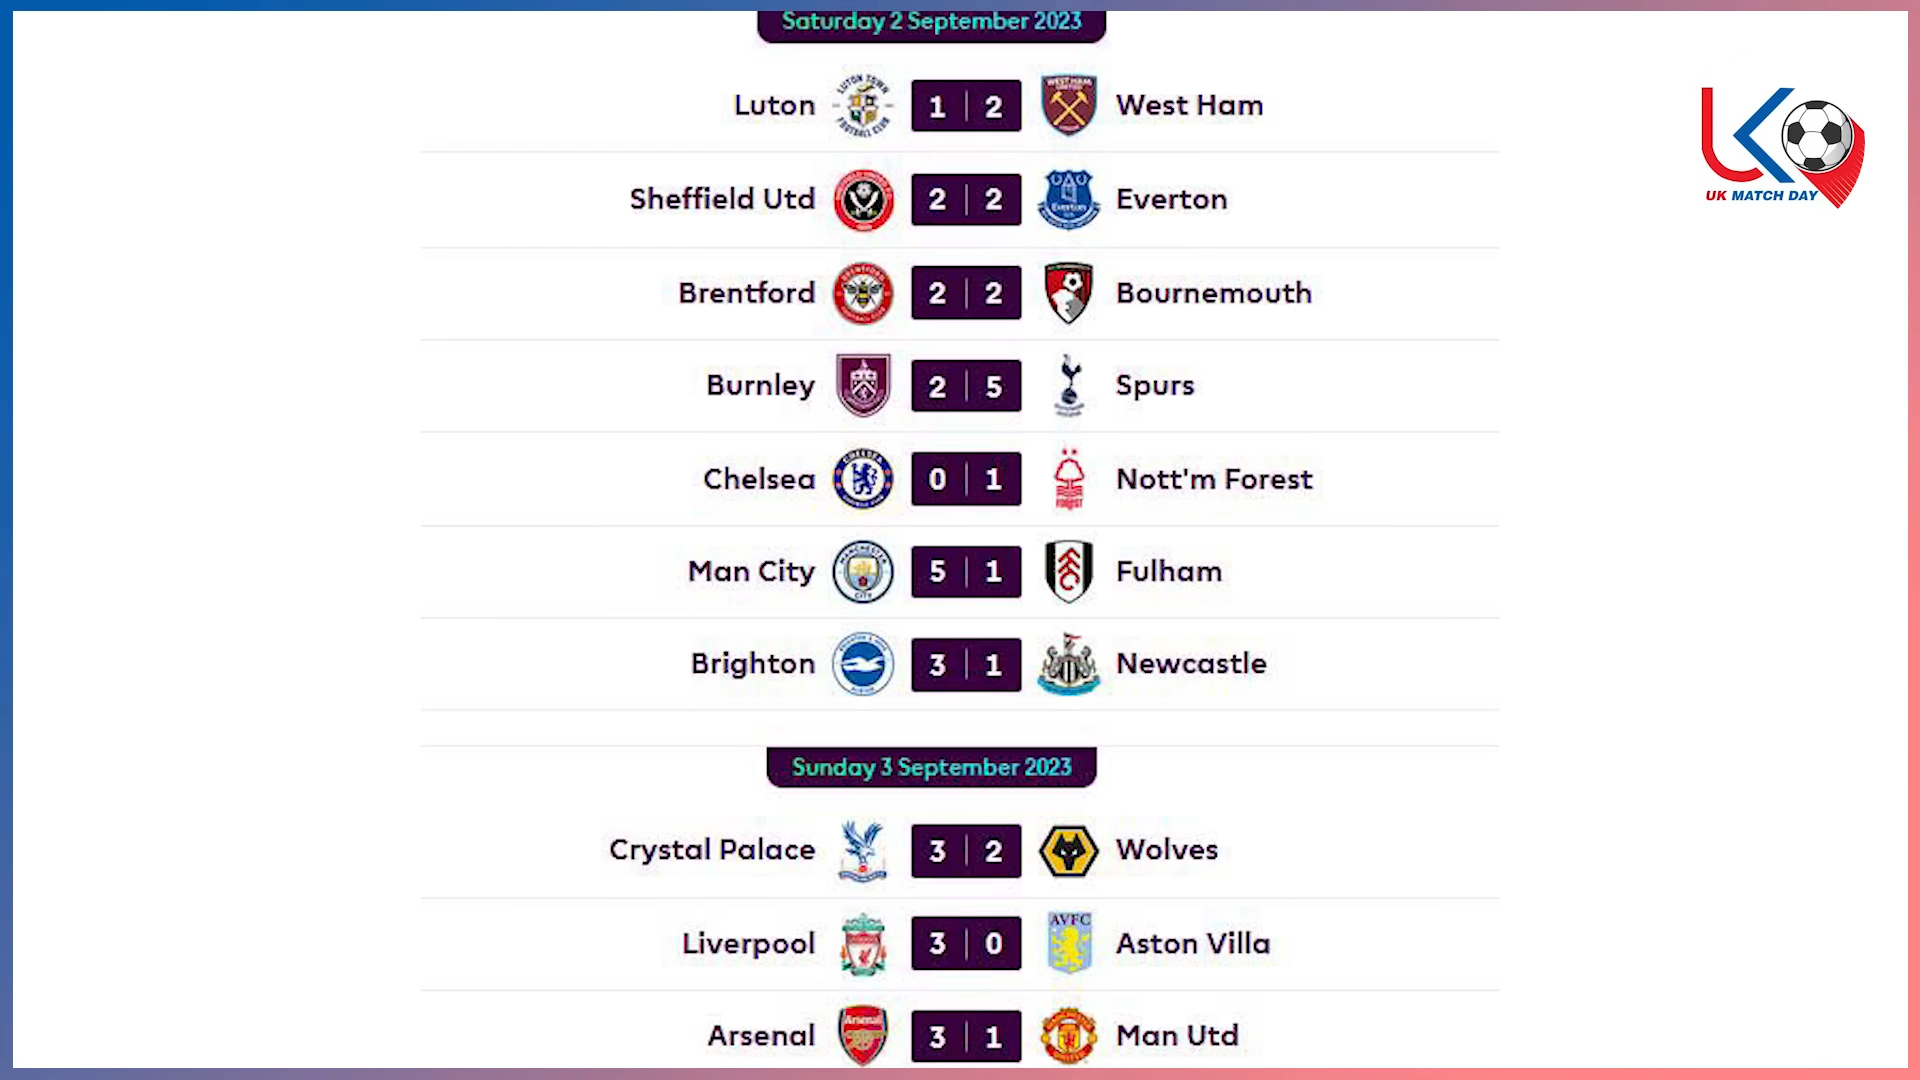 Saturday 2 September 2023
Luton 1 2 West Ham
Sheffield Utd 2 2 Everton
Brentford 2 2 Bournemouth
Burnley 2 5 Spurs
Chelsea 0 1 Nott'm Forest
Man City 5 1 Fulham
Brighton 3 1 Newcastle
Sunday 3 September 2023
Crystal Palace 3 2 Wolves
Liverpool 3 0 AVFC Aston Villa
Arsenal Arsenal 3 1 Man Utd
UK
UK MATCH DAY